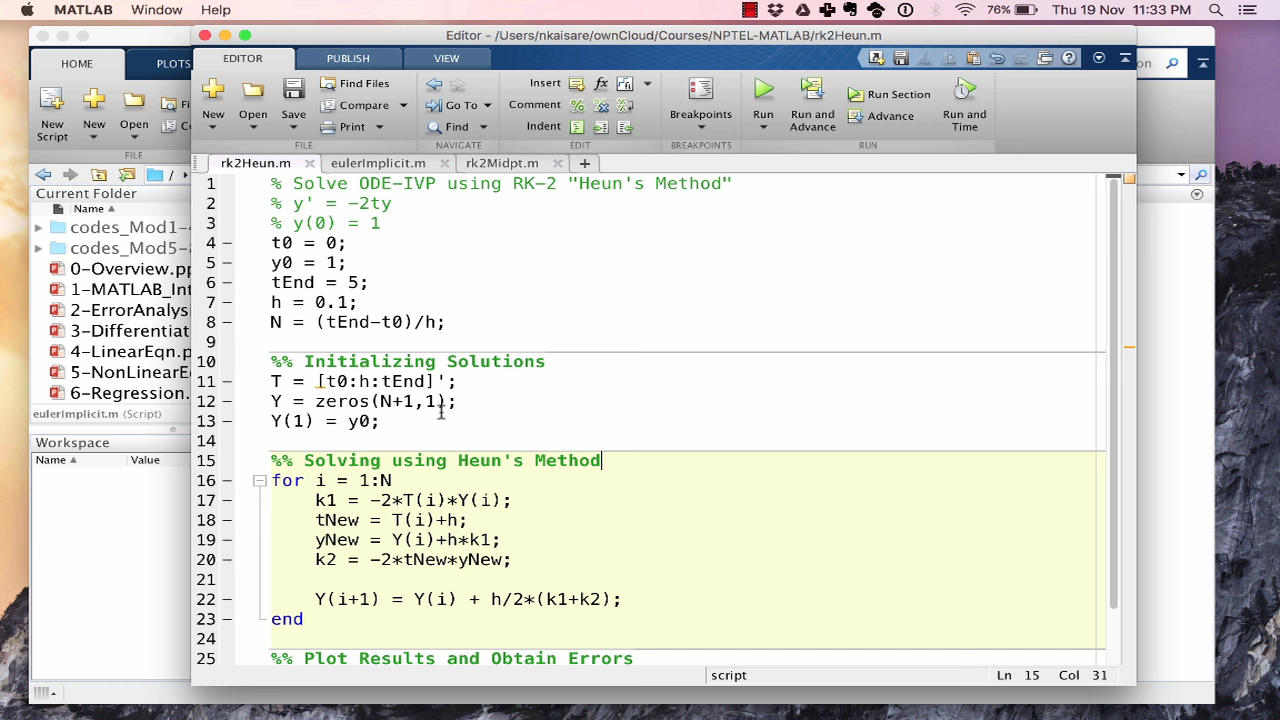 MATLAB Window Help 76% Thu 19 Nov 11:33 PM
Editor - /Users/nkaisare/ownCloud/Courses/NPTEL-MATLAB/rk2Heun.m
HOME PLOTS
EDITOR PUBLISH VIEW
New Script New Open
FILE
New Open Save
Find Files
Compare
Print
Go To
Find
Insert
Comment
Indent
Breakpoints
Run
Run and Advance
Run Section
Advance
Run and Time
FILE NAVIGATE EDIT BREAKPOINTS RUN
rk2Heun.m eulerImplicit.m rk2Midpt.m
Current Folder
Name
codes_Mod1-4
codes_Mod5-8
0-Overview.pp
1-MATLAB_Int
2-ErrorAnalysi
3-Differentiat
4-LinearEqn.p
5-NonLinearE
6-Regression.
eulerImplicit.m (Script)
Workspace
Name Value
1 % Solve ODE-IVP using RK-2 "Heun's Method"
2 % y' = -2ty
3 % y(0) = 1
4 – t0 = 0;
5 – y0 = 1;
6 – tEnd = 5;
7 – h = 0.1;
8 – N = (tEnd-t0)/h;
9
10 %% Initializing Solutions
11 – T = [t0:h:tEnd]';
12 – Y = zeros(N+1,1);
13 – Y(1) = y0;
14
15 %% Solving using Heun's Method
16 – for i = 1:N
17 – k1 = -2*T(i)*Y(i);
18 – tNew = T(i)+h;
19 – yNew = Y(i)+h*k1;
20 – k2 = -2*tNew*yNew;
21
22 – Y(i+1) = Y(i) + h/2*(k1+k2);
23 – end
24
25 %% Plot Results and Obtain Errors
script Ln 15 Col 31